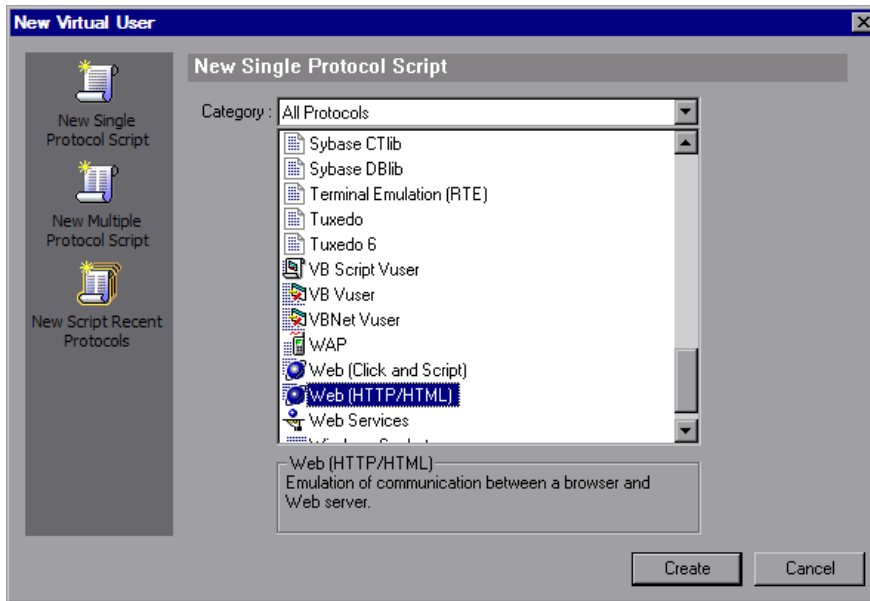 New Virtual User
New Single
Protocol Script
New Multiple
Protocol Script
New Script Recent
Protocols
New Single Protocol Script
Category : All Protocols
Sybase CTlib
Sybase DBlib
Terminal Emulation (RTE)
Tuxedo
Tuxedo 6
VB Script Vuser
VB Vuser
VBNet Vuser
WAP
Web (Click and Script)
Web (HTTP/HTML)
Web Services
Web (HTTP/HTML)
Emulation of communication between a browser and
Web server.
Create
Cancel